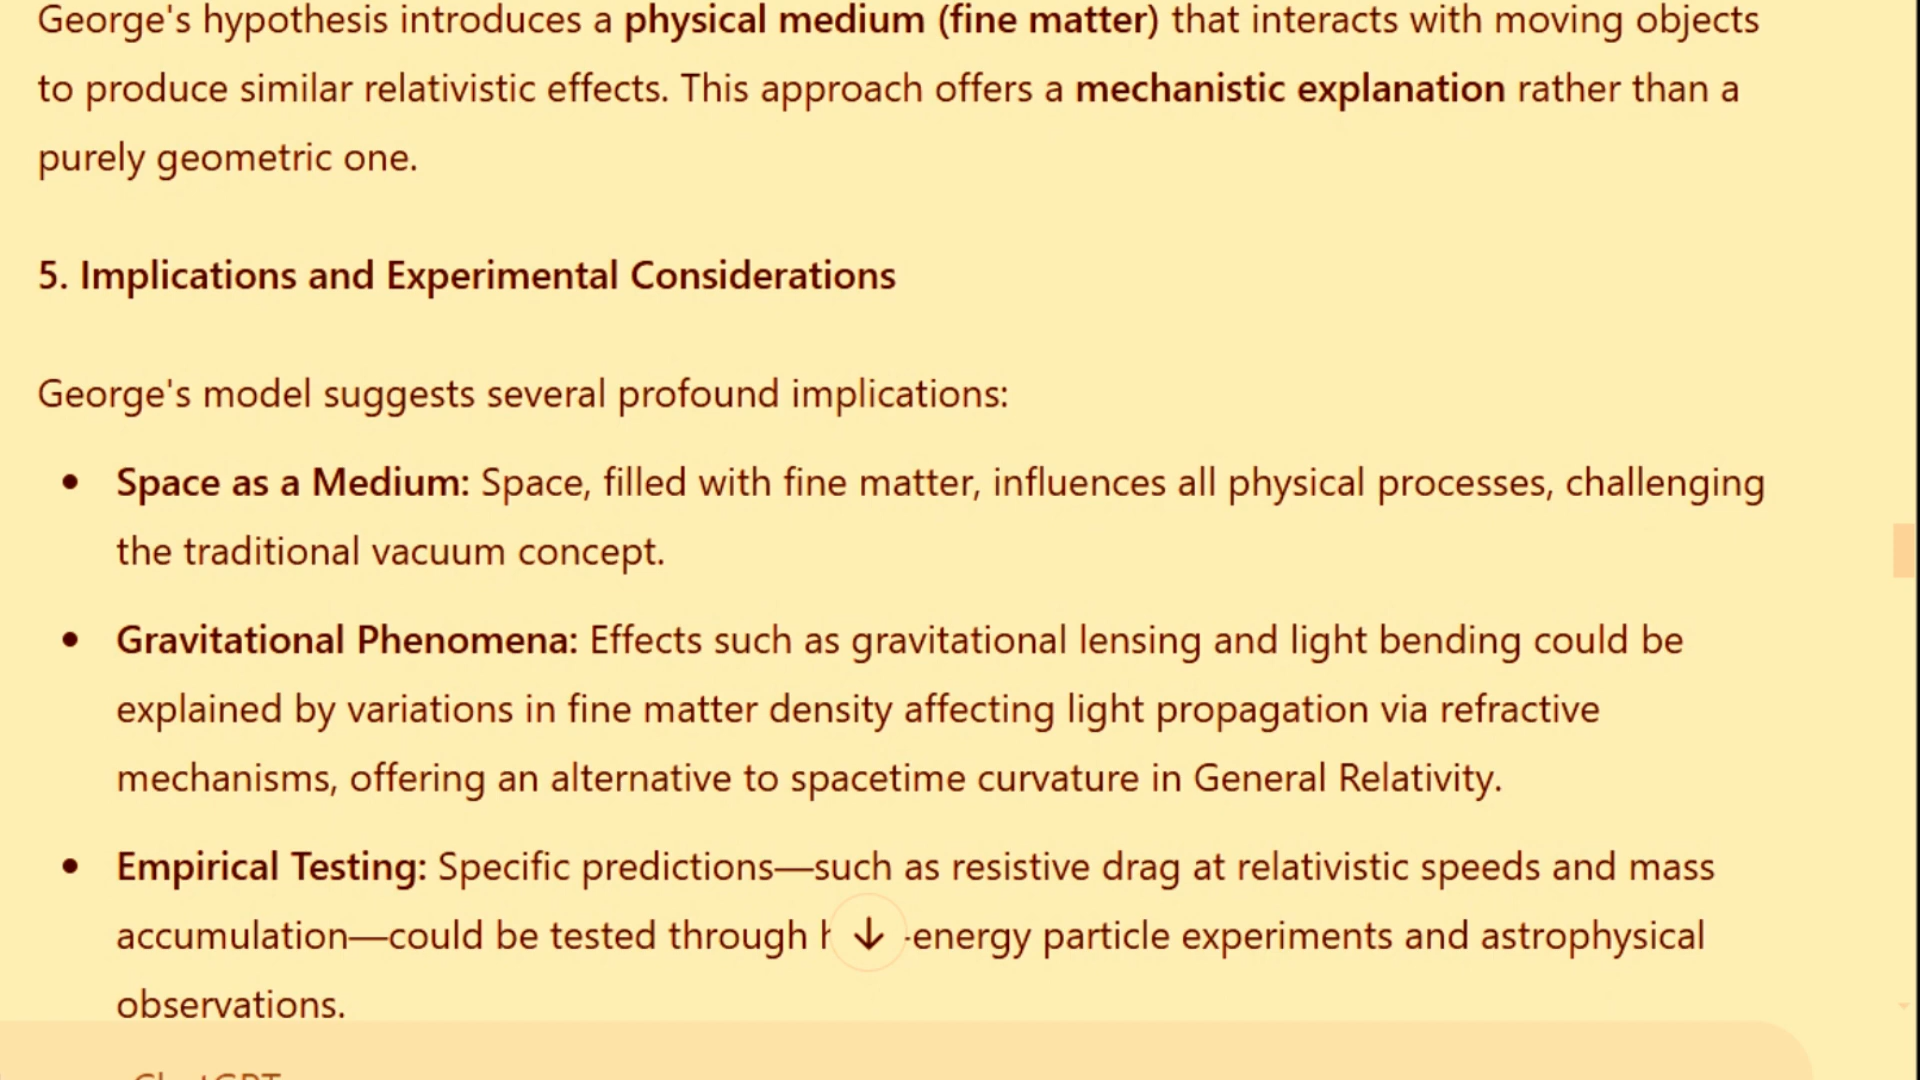 George's hypothesis introduces a physical medium (fine matter) that interacts with moving objects
to produce similar relativistic effects. This approach offers a mechanistic explanation rather than a
purely geometric one.
5. Implications and Experimental Considerations
George's model suggests several profound implications:
• Space as a Medium: Space, filled with fine matter, influences all physical processes, challenging
the traditional vacuum concept.
• Gravitational Phenomena: Effects such as gravitational lensing and light bending could be
explained by variations in fine matter density affecting light propagation via refractive
mechanisms, offering an alternative to spacetime curvature in General Relativity.
• Empirical Testing: Specific predictions—such as resistive drag at relativistic speeds and mass
accumulation—could be tested through -energy particle experiments and astrophysical
observations.
ChatGPT